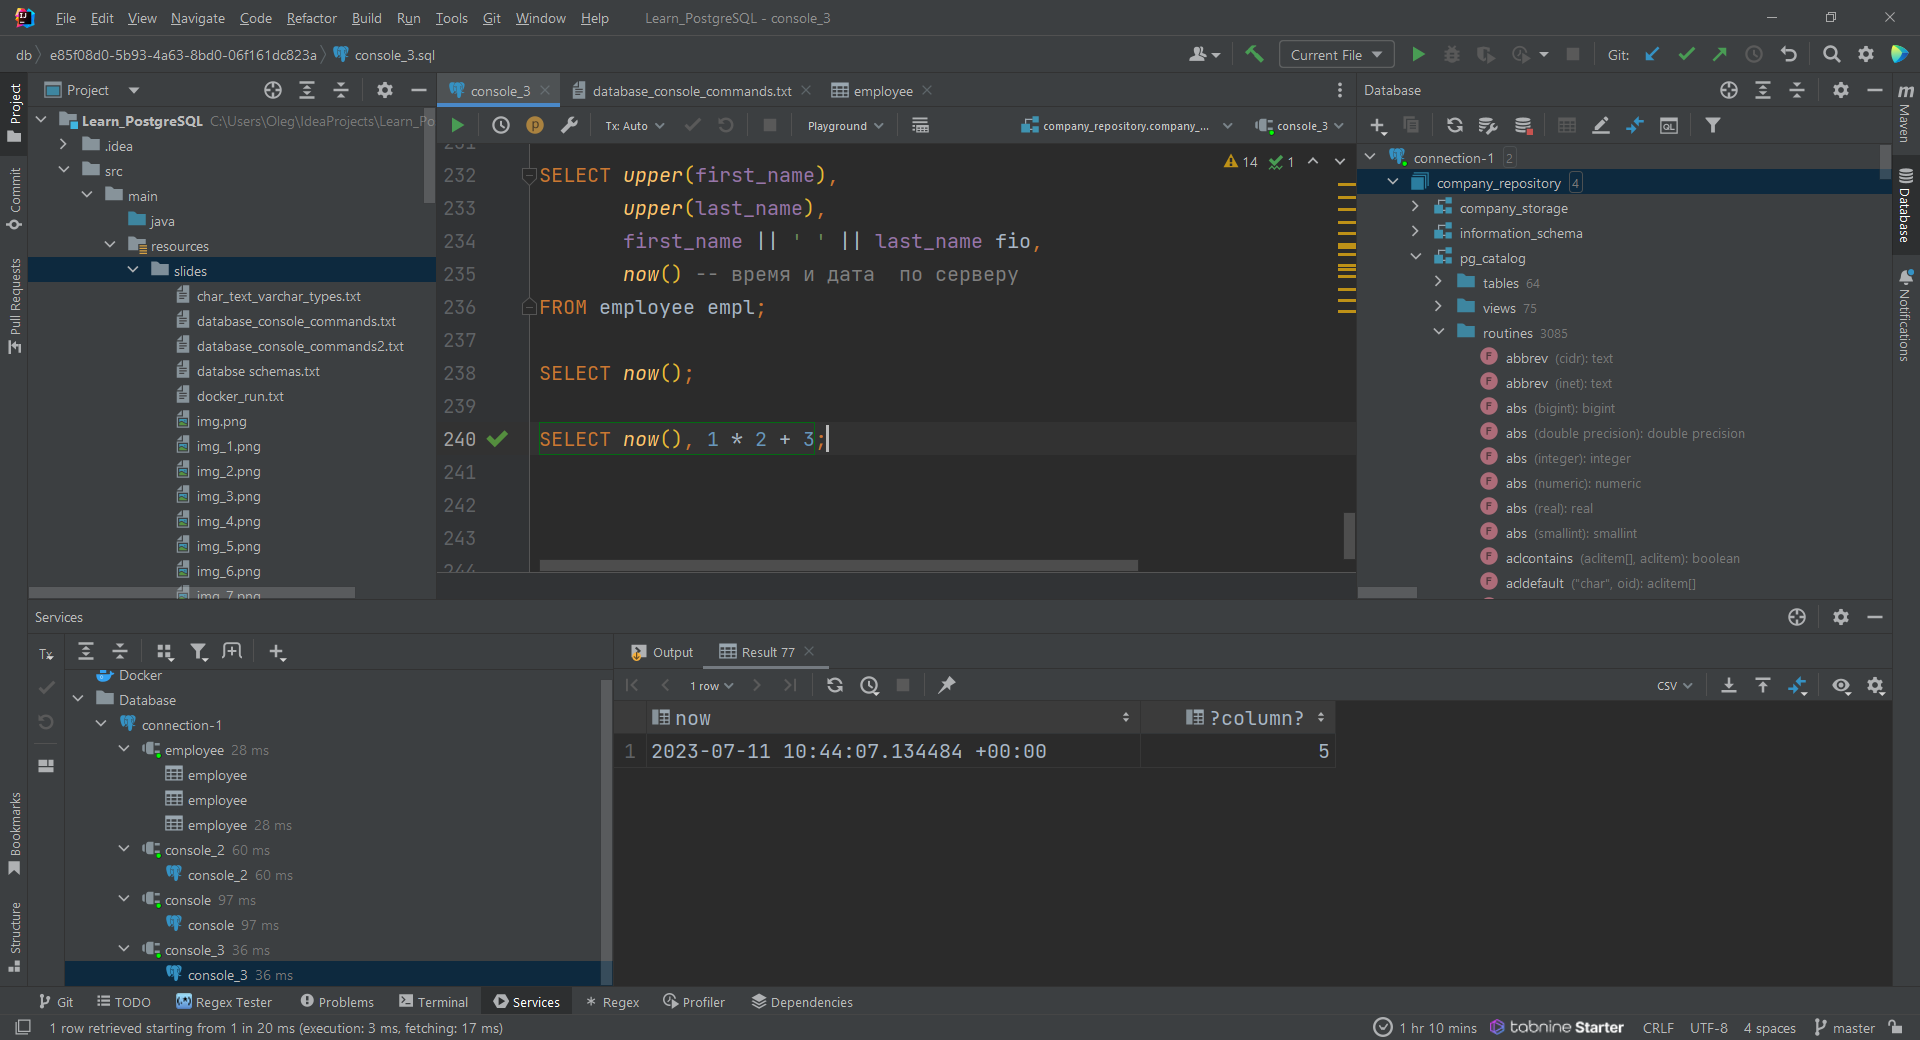 File Edit View Navigate Code Refactor Build Run Tools Git Window Help Learn_PostgreSQL - console_3
db e85f08d0-5b93-4a63-8bd0-06f161dc823a console_3.sql Current File Git:
Project
Learn_PostgreSQL C:\Users\Oleg\IdeaProjects\Learn_Po
.idea
src
main
java
resources
slides
char_text_varchar_types.txt
database_console_commands.txt
database_console_commands2.txt
databse schemas.txt
docker_run.txt
img.png
img_1.png
img_2.png
img_3.png
img_4.png
img_5.png
img_6.png
img_7.png
Project
Commit
Pull Requests
Bookmarks
Structure
console_3 database_console_commands.txt employee
Tx: Auto Playground company_repository.company_... console_3
14 1
231
232 SELECT upper(first_name),
233 upper(last_name),
234 first_name || ' ' || last_name fio,
235 now() -- время и дата  по серверу
236 FROM employee empl;
237
238 SELECT now();
239
240 SELECT now(), 1 * 2 + 3;
241
242
243
244
Database
QL
connection-1 2
company_repository 4
company_storage
information_schema
pg_catalog
tables 64
views 75
routines 3085
abbrev (cidr): text
abbrev (inet): text
abs (bigint): bigint
abs (double precision): double precision
abs (integer): integer
abs (numeric): numeric
abs (real): real
abs (smallint): smallint
aclcontains (aclitem[], aclitem): boolean
acldefault ("char", oid): aclitem[]
Maven
Database
Notifications
Services
Tx
Docker
Database
connection-1
employee 28 ms
employee
employee
employee 28 ms
console_2 60 ms
console_2 60 ms
console 97 ms
console 97 ms
console_3 36 ms
console_3 36 ms
Output Result 77
1 row CSV
now ?column?
1 2023-07-11 10:44:07.134484 +00:00 5
Git TODO Regex Tester Problems Terminal Services Regex Profiler Dependencies
1 row retrieved starting from 1 in 20 ms (execution: 3 ms, fetching: 17 ms) 1 hr 10 mins tabnine Starter CRLF UTF-8 4 spaces master